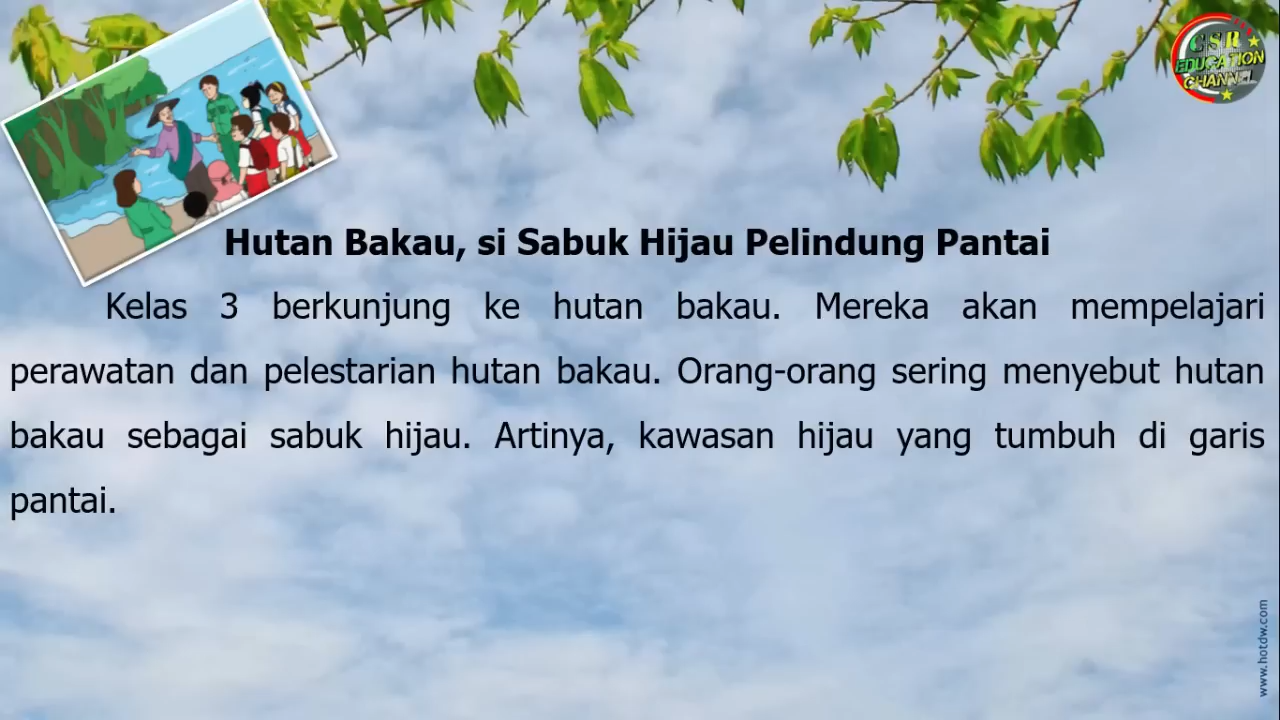 GSR
EDUCATION
CHANNEL
Hutan Bakau, si Sabuk Hijau Pelindung Pantai
Kelas 3 berkunjung ke hutan bakau. Mereka akan mempelajari
perawatan dan pelestarian hutan bakau. Orang-orang sering menyebut hutan
bakau sebagai sabuk hijau. Artinya, kawasan hijau yang tumbuh di garis
pantai.
www.hotdw.com